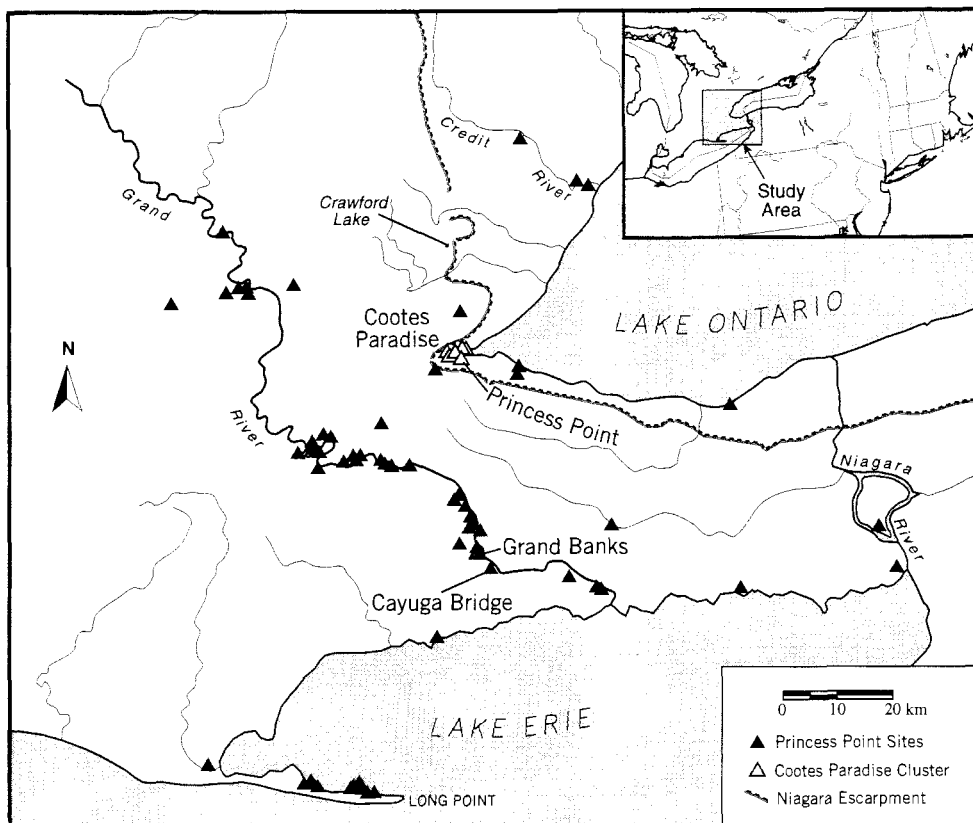 Credit
River
Study
Area
Grand
Crawford
Lake
LAKE ONTARIO
Cootes
Paradise
N
Princess Point
River
Niagara
River
Grand Banks
Cayuga Bridge
LAKE ERIE
0 10 20 km
Princess Point Sites
Cootes Paradise Cluster
Niagara Escarpment
LONG POINT